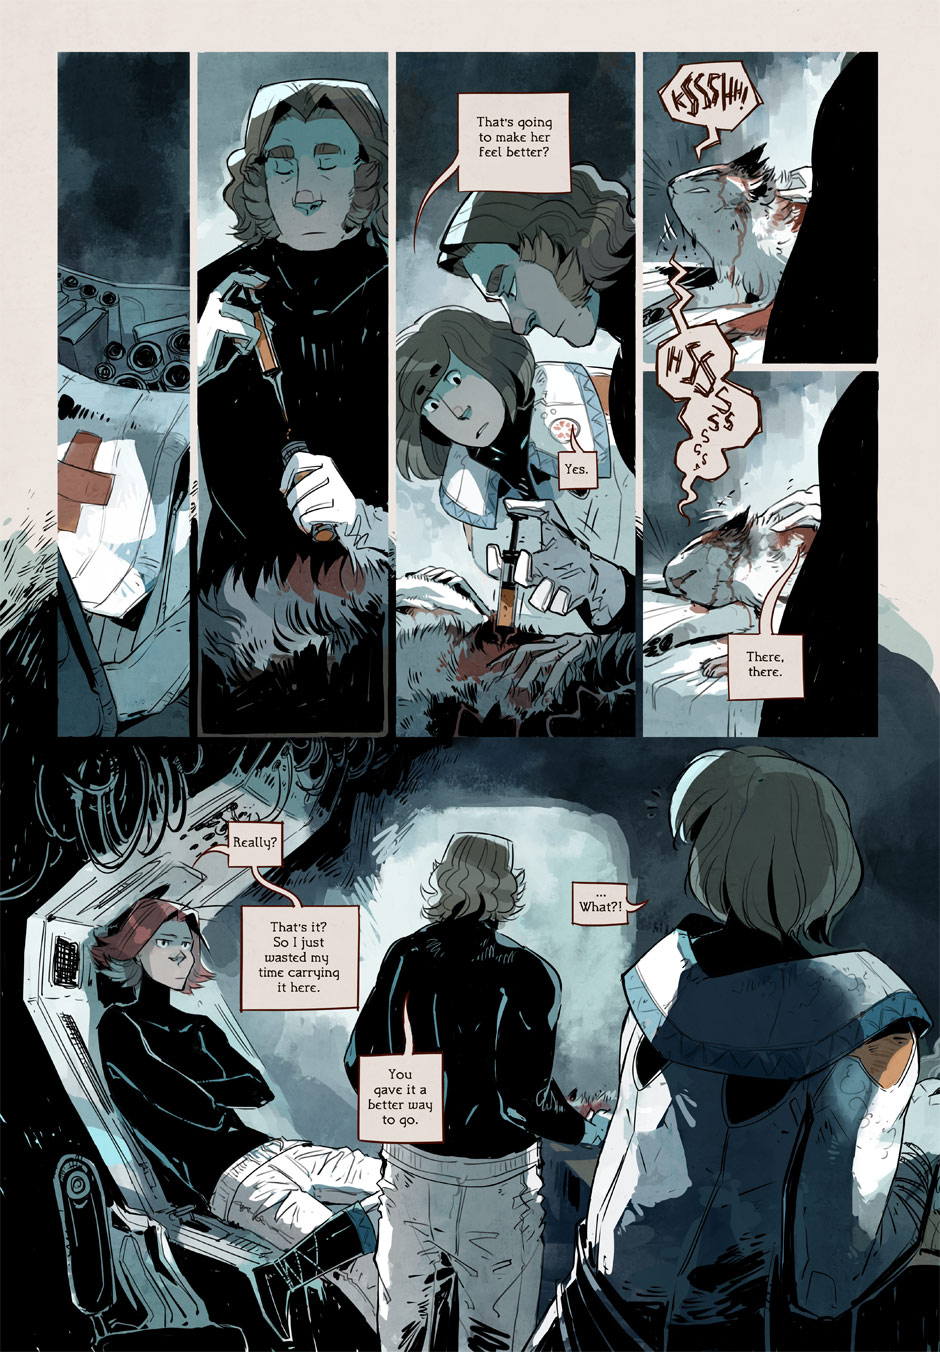 That's going
to make her
feel better?
Yes.
KSSSHH!
HSSSSSSSS
There,
there.
Really?
That's it?
So I just
wasted my
time carrying
it here.
...
What?!
You
gave it a
better way
to go.